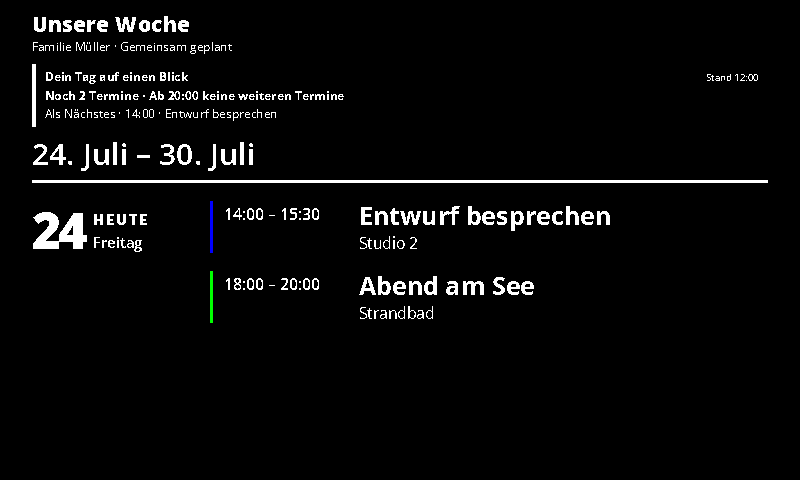 Unsere Woche
Familie Müller · Gemeinsam geplant
Dein Tag auf einen Blick
Stand 12:00
Noch 2 Termine · Ab 20:00 keine weiteren Termine
Als Nächstes · 14:00 · Entwurf besprechen
24. Juli – 30. Juli
24 HEUTE
Freitag
14:00 – 15:30
Entwurf besprechen
Studio 2
18:00 – 20:00
Abend am See
Strandbad